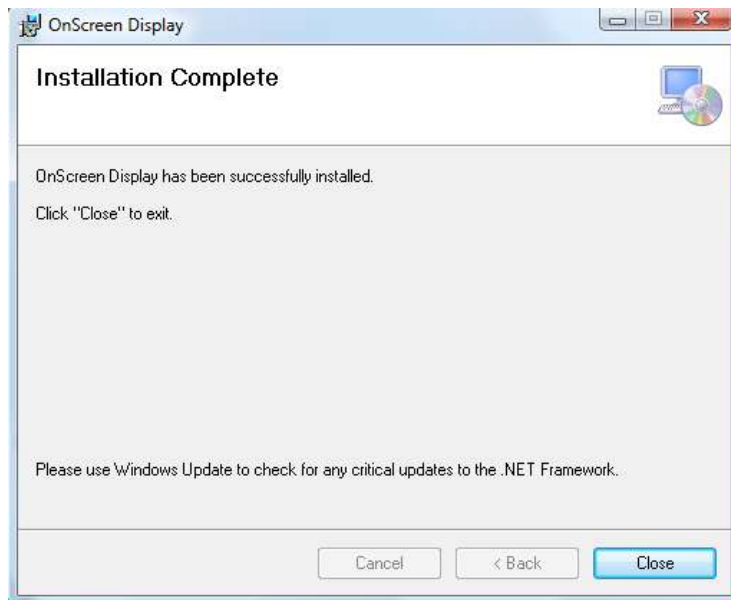 OnScreen Display
Installation Complete
OnScreen Display has been successfully installed.
Click "Close" to exit.
Please use Windows Update to check for any critical updates to the .NET Framework.
Cancel
< Back
Close